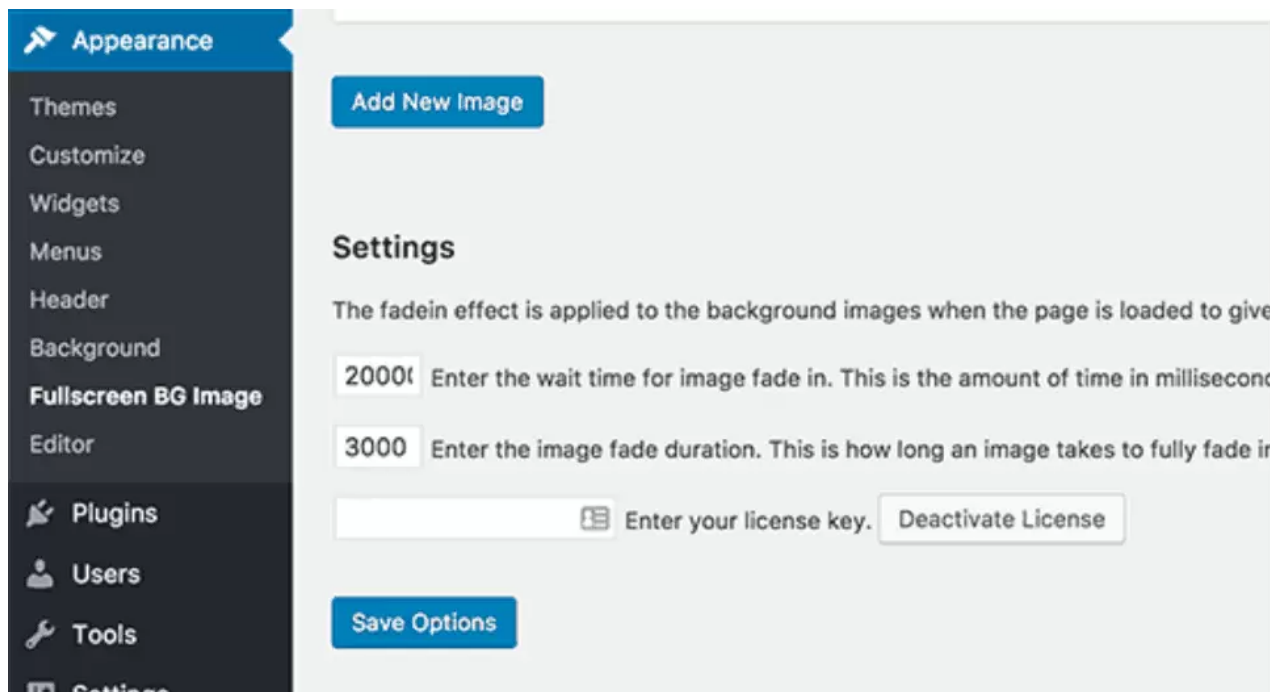 Appearance
Themes
Customize
Widgets
Menus
Header
Background
Fullscreen BG Image
Editor
Plugins
Users
Tools
Settings
Add New Image
Settings
The fadein effect is applied to the background images when the page is loaded to give
Enter the wait time for image fade in. This is the amount of time in
3000 Enter the image fade duration. This is how long an image takes to fully fade
Enter your license key. Deactivate License
Save Options